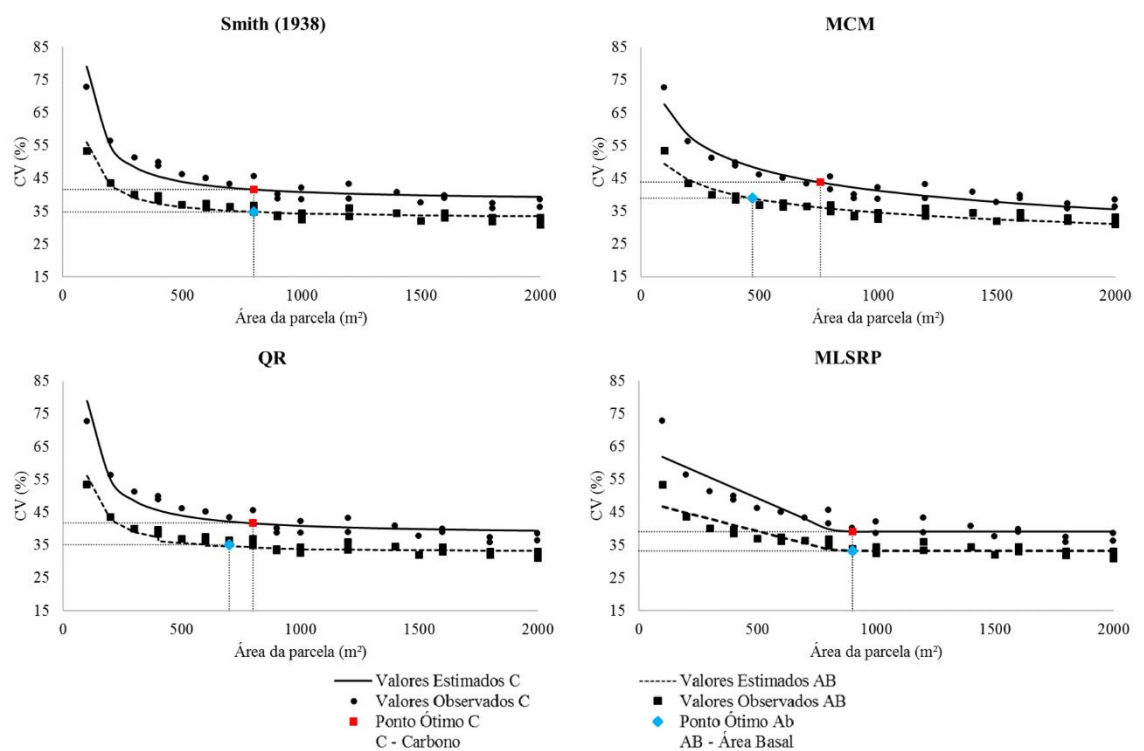 Smith (1938)
85
75
65
55
45
35
25
15
CV (%)
0
500
1000
1500
2000
Área da parcela (m²)
MCM
85
75
65
55
45
35
25
15
CV (%)
0
500
1000
1500
2000
Área da parcela (m²)
QR
85
75
65
55
45
35
25
15
CV (%)
0
500
1000
1500
2000
Área da parcela (m²)
MLSRP
85
75
65
55
45
35
25
15
CV (%)
0
500
1000
1500
2000
Área da parcela (m²)
Valores Estimados C
Valores Observados C
Ponto Ótimo C
C - Carbono
Valores Estimados AB
Valores Observados AB
Ponto Ótimo Ab
AB - Área Basal